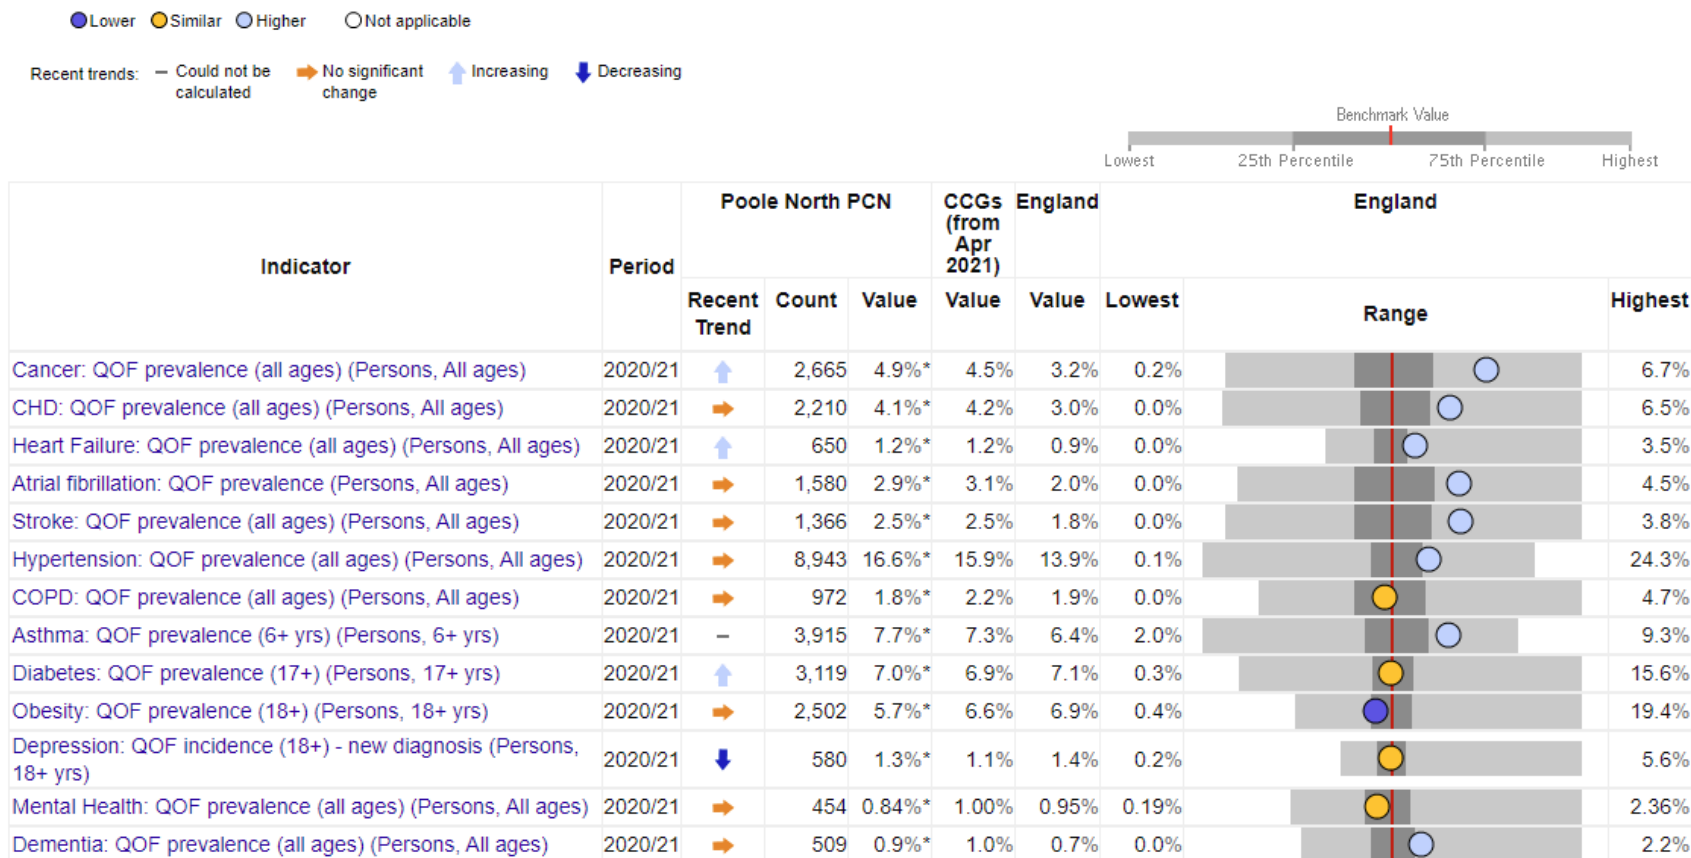 Lower Similar Higher Not applicable
Recent trends: – Could not be calculated No significant change Increasing Decreasing
Benchmark Value
Lowest 25th Percentile 75th Percentile Highest
Indicator Period Poole North PCN CCGs (from Apr 2021) England England
Recent Trend Count Value Value Value Lowest Range Highest
Cancer: QOF prevalence (all ages) (Persons, All ages) 2020/21 2,665 4.9%* 4.5% 3.2% 0.2% 6.7%
CHD: QOF prevalence (all ages) (Persons, All ages) 2020/21 2,210 4.1%* 4.2% 3.0% 0.0% 6.5%
Heart Failure: QOF prevalence (all ages) (Persons, All ages) 2020/21 650 1.2%* 1.2% 0.9% 0.0% 3.5%
Atrial fibrillation: QOF prevalence (Persons, All ages) 2020/21 1,580 2.9%* 3.1% 2.0% 0.0% 4.5%
Stroke: QOF prevalence (all ages) (Persons, All ages) 2020/21 1,366 2.5%* 2.5% 1.8% 0.0% 3.8%
Hypertension: QOF prevalence (all ages) (Persons, All ages) 2020/21 8,943 16.6%* 15.9% 13.9% 0.1% 24.3%
COPD: QOF prevalence (all ages) (Persons, All ages) 2020/21 972 1.8%* 2.2% 1.9% 0.0% 4.7%
Asthma: QOF prevalence (6+ yrs) (Persons, 6+ yrs) 2020/21 – 3,915 7.7%* 7.3% 6.4% 2.0% 9.3%
Diabetes: QOF prevalence (17+) (Persons, 17+ yrs) 2020/21 3,119 7.0%* 6.9% 7.1% 0.3% 15.6%
Obesity: QOF prevalence (18+) (Persons, 18+ yrs) 2020/21 2,502 5.7%* 6.6% 6.9% 0.4% 19.4%
Depression: QOF incidence (18+) - new diagnosis (Persons, 18+ yrs) 2020/21 580 1.3%* 1.1% 1.4% 0.2% 5.6%
Mental Health: QOF prevalence (all ages) (Persons, All ages) 2020/21 454 0.84%* 1.00% 0.95% 0.19% 2.36%
Dementia: QOF prevalence (all ages) (Persons, All ages) 2020/21 509 0.9%* 1.0% 0.7% 0.0% 2.2%